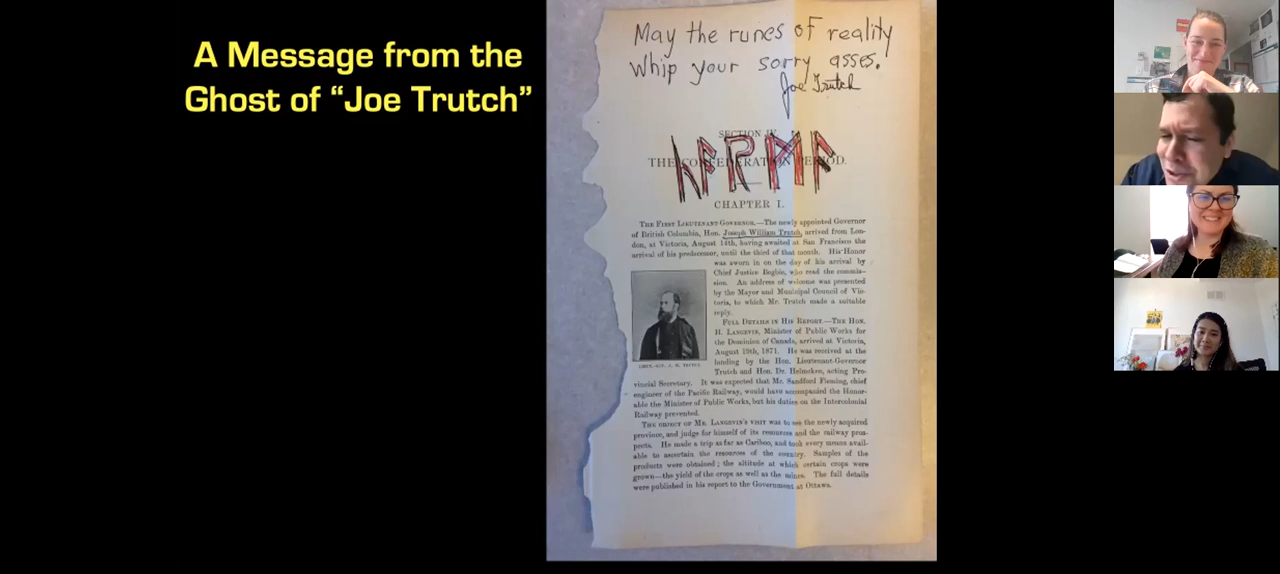 A Message from the
Ghost of “Joe Trutch”
May the runes of reality
Whip your sorry asses.
Joe Trutch
SECTION IV.
THE CONFEDERATION PERIOD.
CHAPTER I.
THE FIRST LIEUTENANT GOVERNOR.—The newly appointed Governor
of British Columbia, Hon. Joseph William Trutch, arrived from Lon-
don, at Victoria, August 14th, having awaited at San Francisco the
arrival of his predecessor, until the third of that month. His Honor
was sworn in on the day of his arrival by
Chief Justice Begbie, who read the commis-
sion. An address of welcome was presented
by the Mayor and Municipal Council of Vic-
toria, to which Mr. Trutch made a suitable
reply.
FULL DETAILS IN HIS REPORT.—THE HON.
H. LANGEVIN, Minister of Public Works for
the Dominion of Canada, arrived at Victoria,
August 19th, 1871. He was received at the
landing by the Hon. Lieutenant-Governor
Trutch and Hon. Dr. Helmcken, acting Pro-
vincial Secretary. It was expected that Mr. Sandford Fleming, chief
engineer of the Pacific Railway, would have accompanied the Honor-
able the Minister of Public Works, but his duties on the Intercolonial
Railway prevented.
THE OBJECT OF MR. LANGEVIN'S VISIT was to see the newly acquired
province, and judge for himself of its resources and the railway pros-
pects. He made a trip as far as Cariboo, and took every means avail-
able to ascertain the resources of the country. Samples of the
products were obtained; the altitude at which certain crops were
grown—the yield of the crops as well as the mines. The full details
were published in his report to the Government at Ottawa.